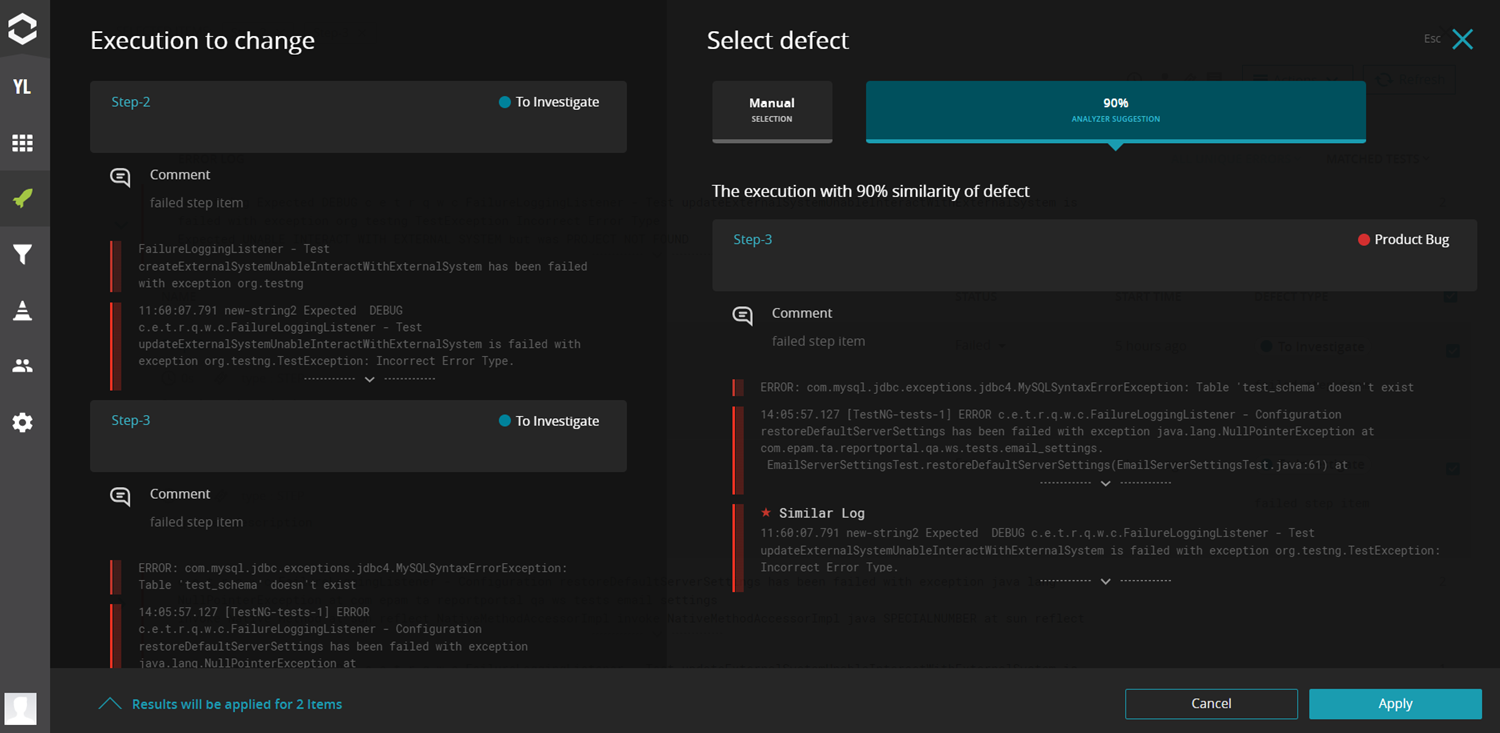 Execution to change
Select defect
Esc
YL
Step-2
To Investigate
Comment
failed step item
FailureLoggingListener - Test
createExternalSystemUnableInteractWithExternalSystem has been failed
with exception org.testng
11:60:07.791 new-string2 Expected  DEBUG
c.e.t.r.q.w.c.FailureLoggingListener - Test
updateExternalSystemUnableInteractWithExternalSystem is failed with
exception org.testng.TestException: Incorrect Error Type.
Step-3
To Investigate
Comment
failed step item
ERROR: com.mysql.jdbc.exceptions.jdbc4.MySQLSyntaxErrorException:
Table 'test_schema' doesn't exist
14:05:57.127 [TestNG-tests-1] ERROR
c.e.t.r.q.w.c.FailureLoggingListener - Configuration
restoreDefaultServerSettings has been failed with exception
java.lang.NullPointerException at
Manual
SELECTION
90%
ANALYZER SUGGESTION
The execution with 90% similarity of defect
Step-3
Product Bug
Comment
failed step item
ERROR: com.mysql.jdbc.exceptions.jdbc4.MySQLSyntaxErrorException: Table 'test_schema' doesn't exist
14:05:57.127 [TestNG-tests-1] ERROR c.e.t.r.q.w.c.FailureLoggingListener - Configuration
restoreDefaultServerSettings has been failed with exception java.lang.NullPointerException at
com.epam.ta.reportportal.qa.ws.tests.email_settings.
EmailServerSettingsTest.restoreDefaultServerSettings(EmailServerSettingsTest.java:61) at
Similar Log
11:60:07.791 new-string2 Expected  DEBUG c.e.t.r.q.w.c.FailureLoggingListener - Test
updateExternalSystemUnableInteractWithExternalSystem is failed with exception org.testng.TestException:
Incorrect Error Type.
Results will be applied for 2 Items
Cancel
Apply